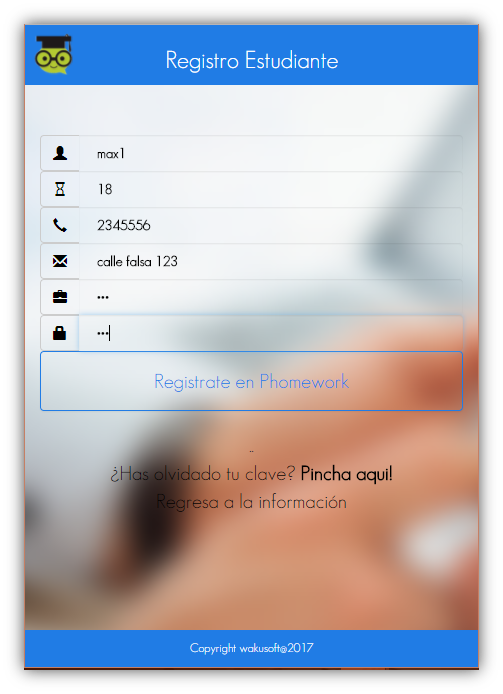 Registro Estudiante
max1
18
2345556
calle falsa 123
•••
•••
Registrate en Phomework
..
¿Has olvidado tu clave? Pincha aqui!
Regresa a la información
Copyright wakusoft@2017